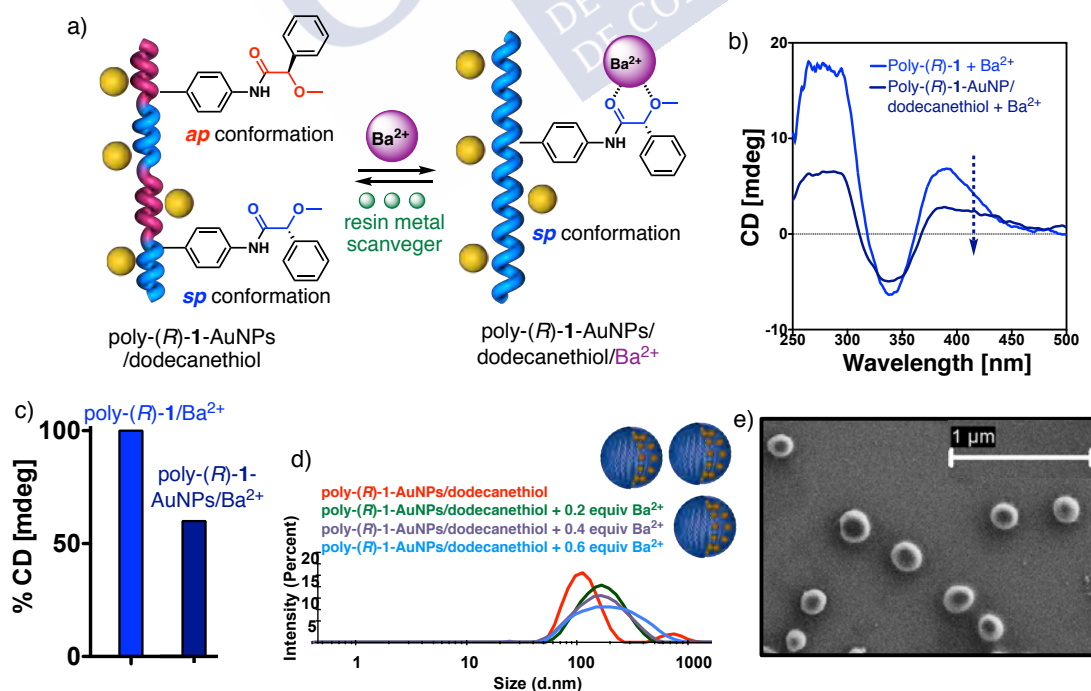 DE
DE CO
a)
O
NH
O
ap conformation
O
NH
O
sp conformation
poly-(R)-1-AuNPs
/dodecanethiol
Ba²⁺
resin metal
scanveger
Ba²⁺
O
O
NH
sp conformation
poly-(R)-1-AuNPs/
dodecanethiol/Ba²⁺
b)
20
10
0
-10
CD [mdeg]
Poly-(R)-1 + Ba²⁺
Poly-(R)-1-AuNP/
dodecanethiol + Ba²⁺
250
300
350
400
450
500
Wavelength [nm]
c)
poly-(R)-1/Ba²⁺
100
50
0
% CD [mdeg]
poly-(R)-1-
AuNPs/Ba²⁺
d)
poly-(R)-1-AuNPs/dodecanethiol
poly-(R)-1-AuNPs/dodecanethiol + 0.2 equiv Ba²⁺
poly-(R)-1-AuNPs/dodecanethiol + 0.4 equiv Ba²⁺
poly-(R)-1-AuNPs/dodecanethiol + 0.6 equiv Ba²⁺
Intensity (Percent)
20
15
10
5
1
10
100
1000
Size (d.nm)
e)
1 µm